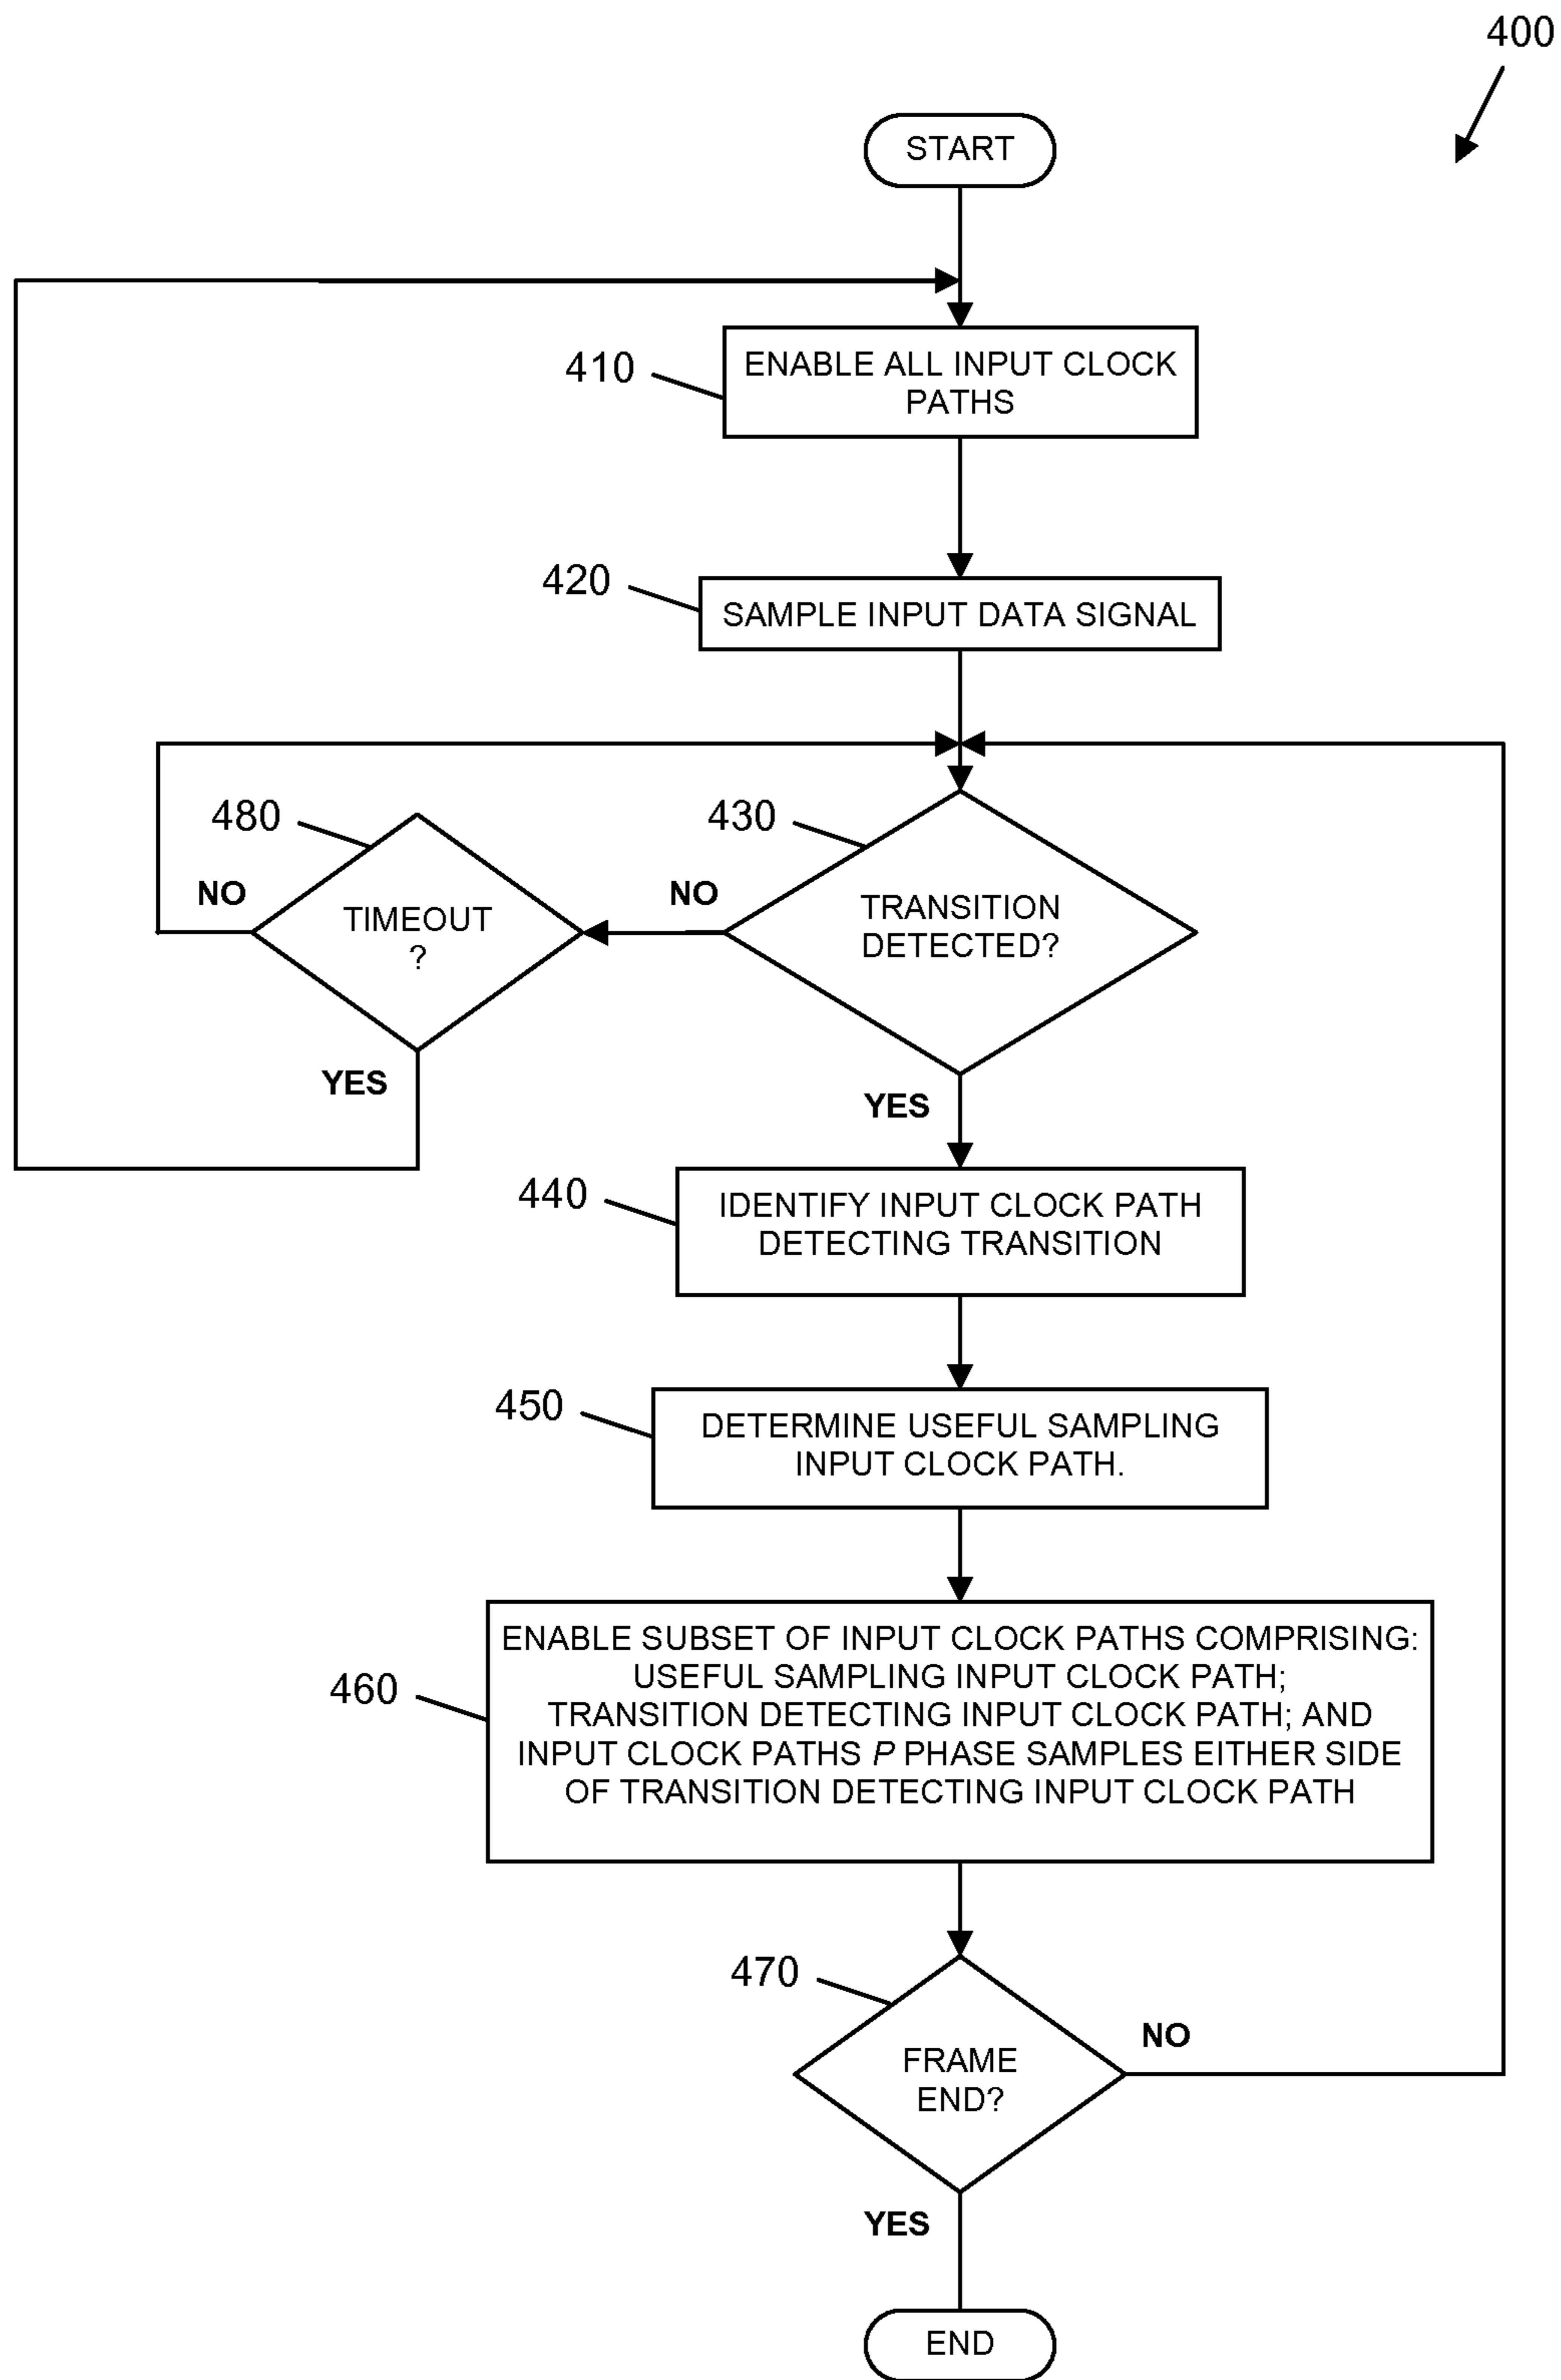 400
START
410
ENABLE ALL INPUT CLOCK
PATHS
420
SAMPLE INPUT DATA SIGNAL
480
430
NO
NO
TIMEOUT
?
TRANSITION
DETECTED?
YES
YES
440
IDENTIFY INPUT CLOCK PATH
DETECTING TRANSITION
450
DETERMINE USEFUL SAMPLING
INPUT CLOCK PATH.
460
ENABLE SUBSET OF INPUT CLOCK PATHS COMPRISING:
USEFUL SAMPLING INPUT CLOCK PATH;
TRANSITION DETECTING INPUT CLOCK PATH; AND
INPUT CLOCK PATHS P PHASE SAMPLES EITHER SIDE
OF TRANSITION DETECTING INPUT CLOCK PATH
470
NO
FRAME
END?
YES
END